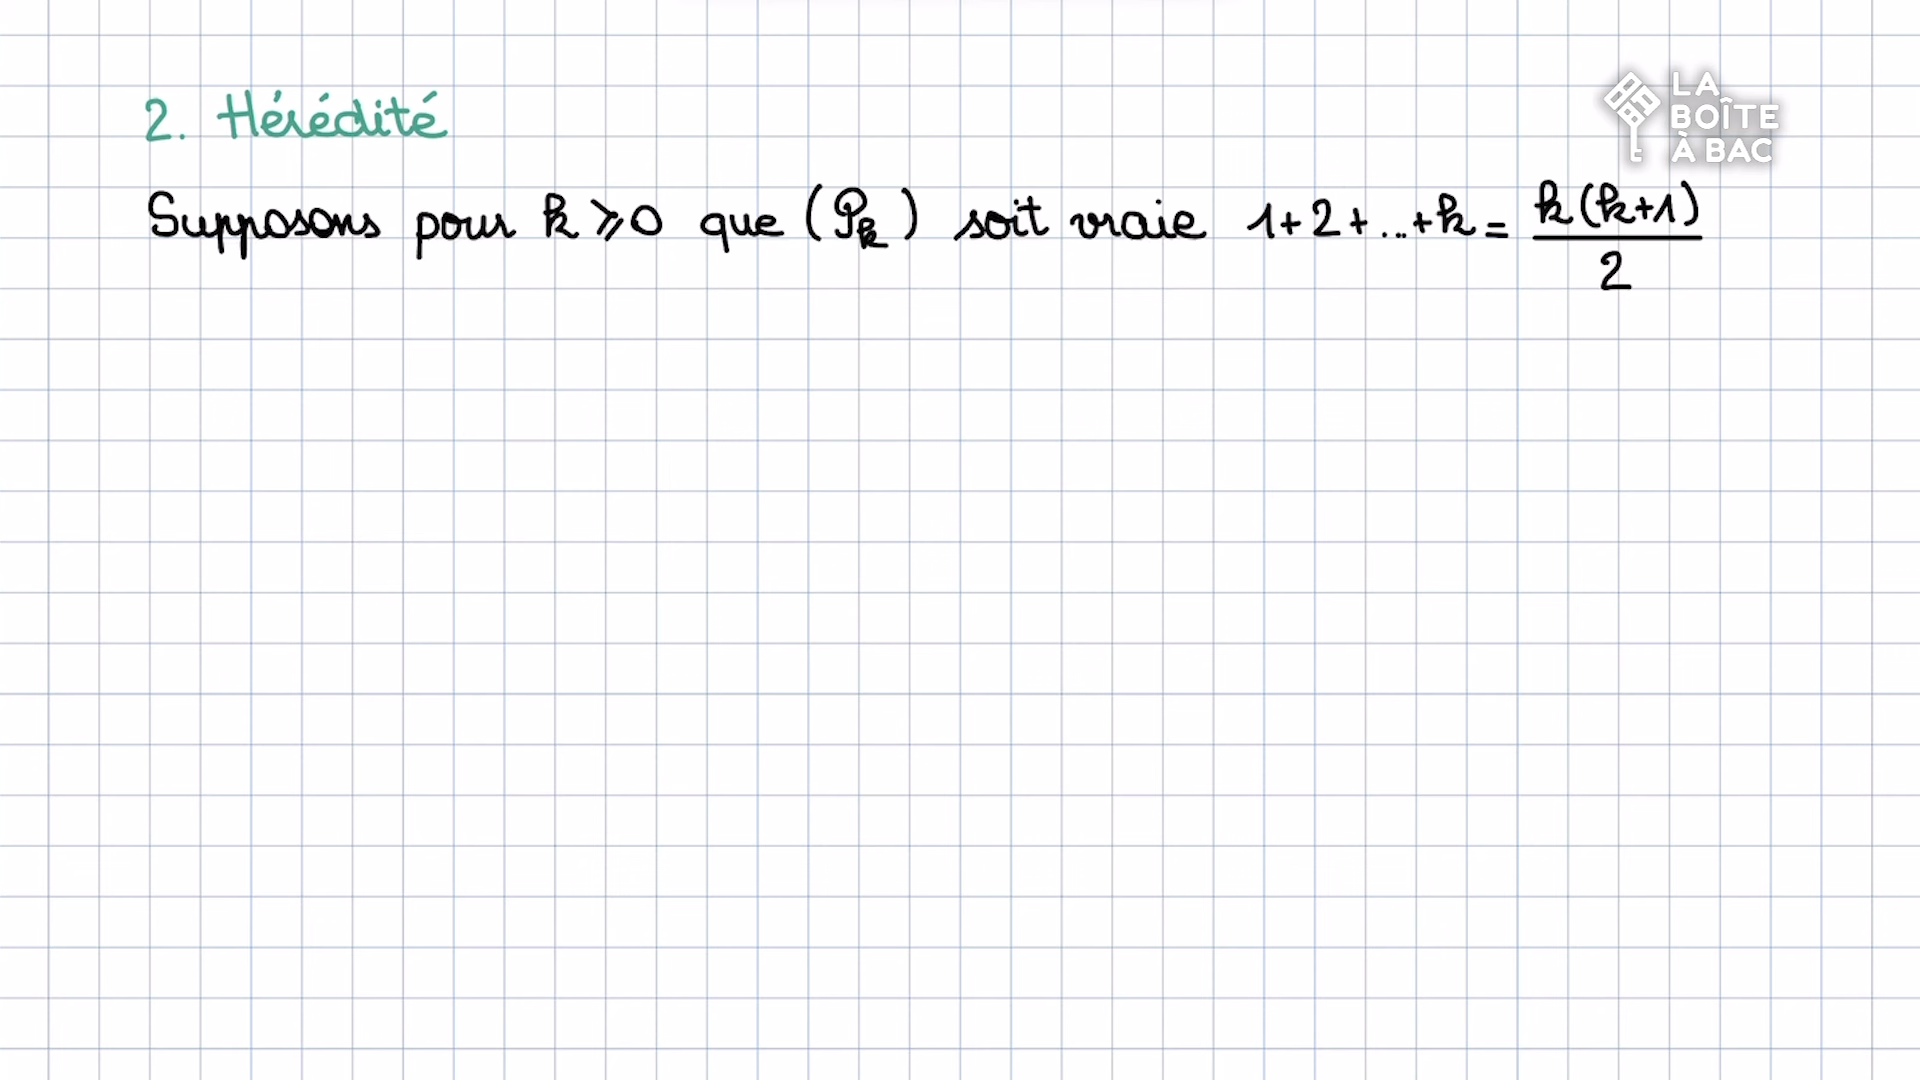 2. Hérédité
LA
BOÎTE
À BAC
Supposons pour k ⩾ 0 que (P_k) soit vraie 1+2+...+k = k(k+1)/2